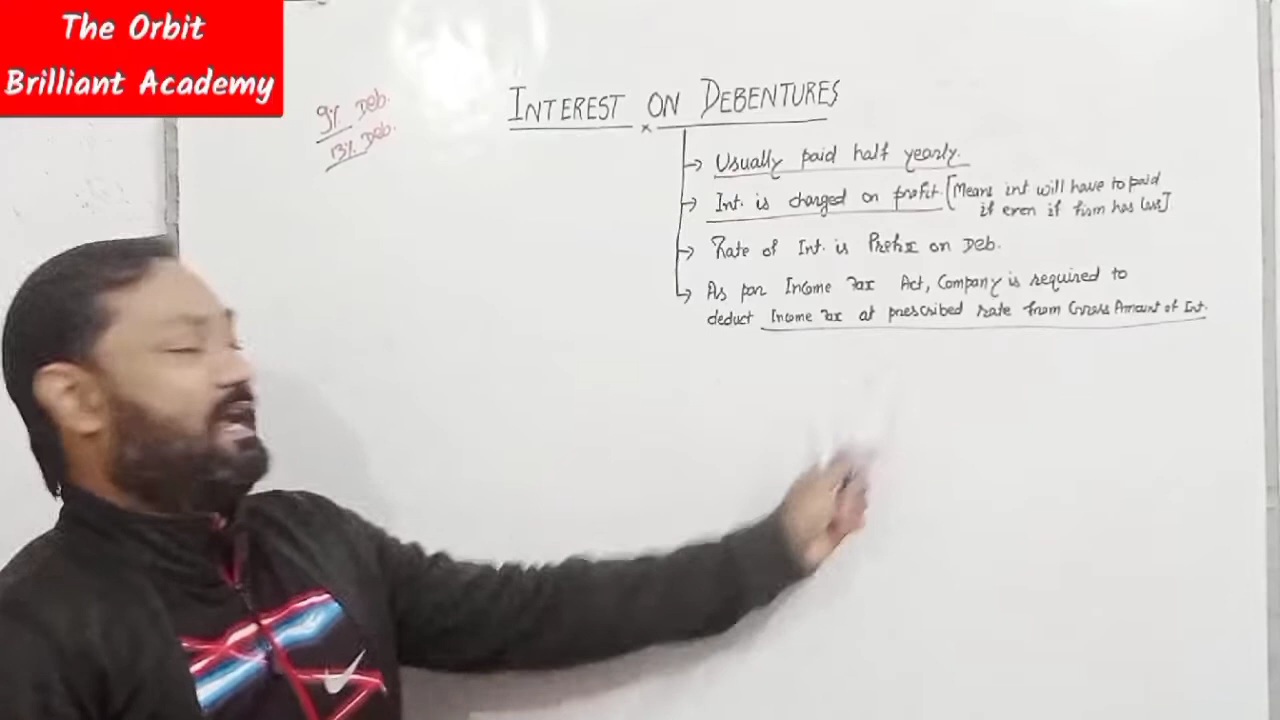 The Orbit
Brilliant Academy
9% Deb.
13% Deb.
INTEREST ON DEBENTURES
x
→ Usually paid half yearly.
→ Int. is charged on profit. [Means int will have to paid
if even if firm has loss]
→ Rate of Int. is Prefix on Deb.
→ As per Income Tax Act, Company is required to
deduct Income Tax at prescribed rate from Gross Amount of Int.